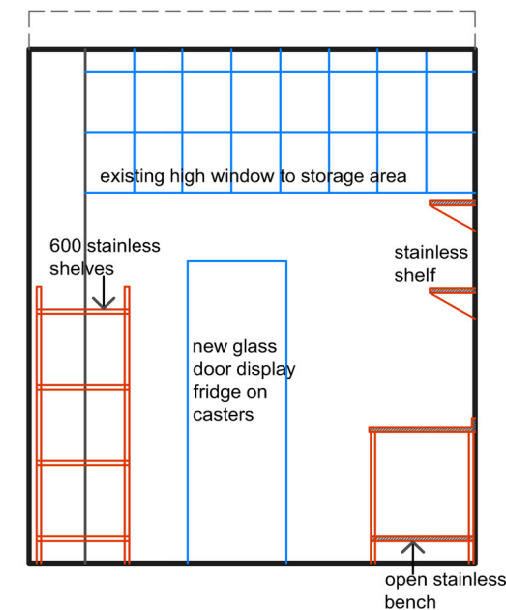 existing high window to storage area
600 stainless
shelves
stainless
shelf
new glass
door display
fridge on
casters
open stainless
bench